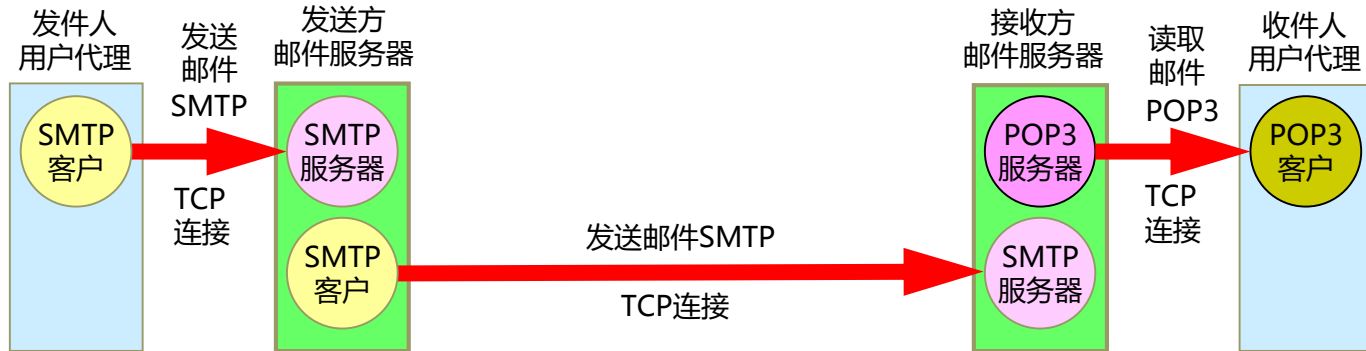 发件人
用户代理
发送
邮件
SMTP
发送方
邮件服务器
接收方
邮件服务器
读取
邮件
POP3
收件人
用户代理
SMTP
客户
SMTP
服务器
POP3
服务器
POP3
客户
TCP
连接
TCP
连接
SMTP
客户
发送邮件SMTP
TCP连接
SMTP
服务器